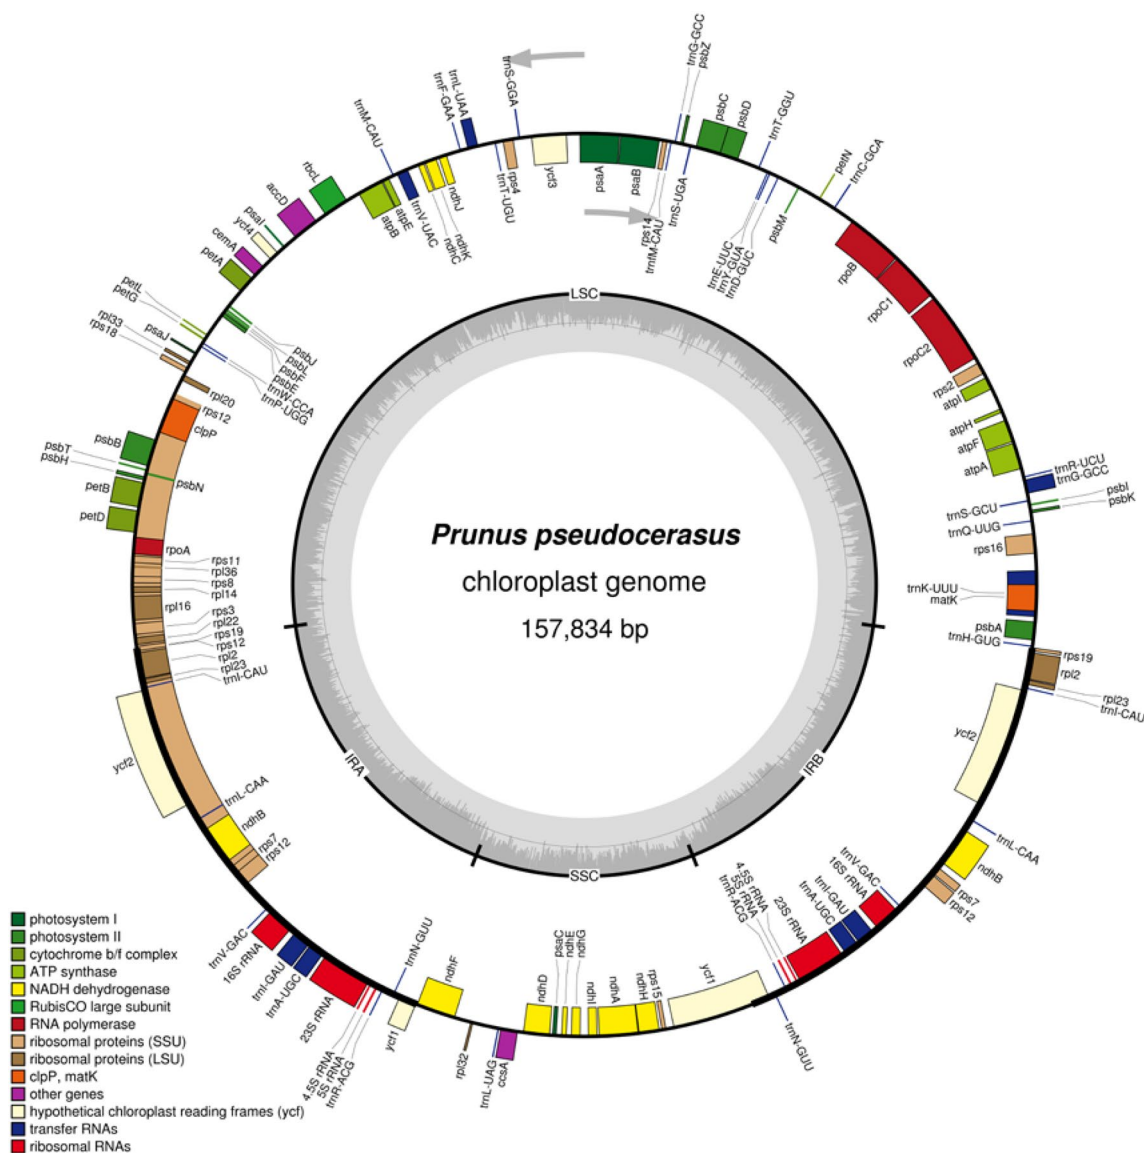 Prunus pseudocerasus
chloroplast genome
157,834 bp
LSC
IRB
SSC
IRA
trnL-UAA
trnF-GAA
trnM-CAU
rbcL
accD
psaI
ycf4
cemA
petA
petL
petG
psaJ
rpl33
rps18
trnS-GGA
rps4
trnT-UGU
ycf3
psaA
psaB
rps14
trnfM-CAU
trnS-UGA
trnG-GCC
psbZ
psbC
psbD
trnT-GGU
trnE-UUC
trnY-GUA
trnD-GUC
psbM
petN
trnC-GCA
rpoB
rpoC1
rpoC2
rps2
atpI
atpH
atpF
atpA
trnR-UCU
trnG-GCC
psbI
psbK
trnS-GCU
trnQ-UUG
rps16
trnK-UUU
matK
psbA
trnH-GUG
rps19
rpl2
rpl23
trnI-CAU
ycf2
trnL-CAA
ndhB
rps7
rps12
trnV-GAC
16S rRNA
trnI-GAU
trnA-UGC
23S rRNA
4.5S rRNA
5S rRNA
trnR-ACG
trnN-GUU
ycf1
rps15
ndhH
ndhA
ndhI
ndhG
ndhE
psaC
ndhD
ccsA
trnL-UAG
rpl32
ndhF
ycf1
trnN-GUU
trnR-ACG
5S rRNA
4.5S rRNA
23S rRNA
trnA-UGC
trnI-GAU
16S rRNA
trnV-GAC
rps12
rps7
ndhB
trnL-CAA
ycf2
trnI-CAU
rpl23
rpl2
rps12
rps19
rpl22
rps3
rpl16
rpl14
rps8
rpl36
rps11
rpoA
petD
petB
psbH
psbT
psbN
psbB
clpP
rps12
rpl20
trnP-UGG
trnW-CCA
psbE
psbF
psbL
psbJ
atpB
atpE
trnV-UAC
ndhC
ndhK
ndhJ
photosystem I
photosystem II
cytochrome b/f complex
ATP synthase
NADH dehydrogenase
RubisCO large subunit
RNA polymerase
ribosomal proteins (SSU)
ribosomal proteins (LSU)
clpP, matK
other genes
hypothetical chloroplast reading frames (ycf)
transfer RNAs
ribosomal RNAs